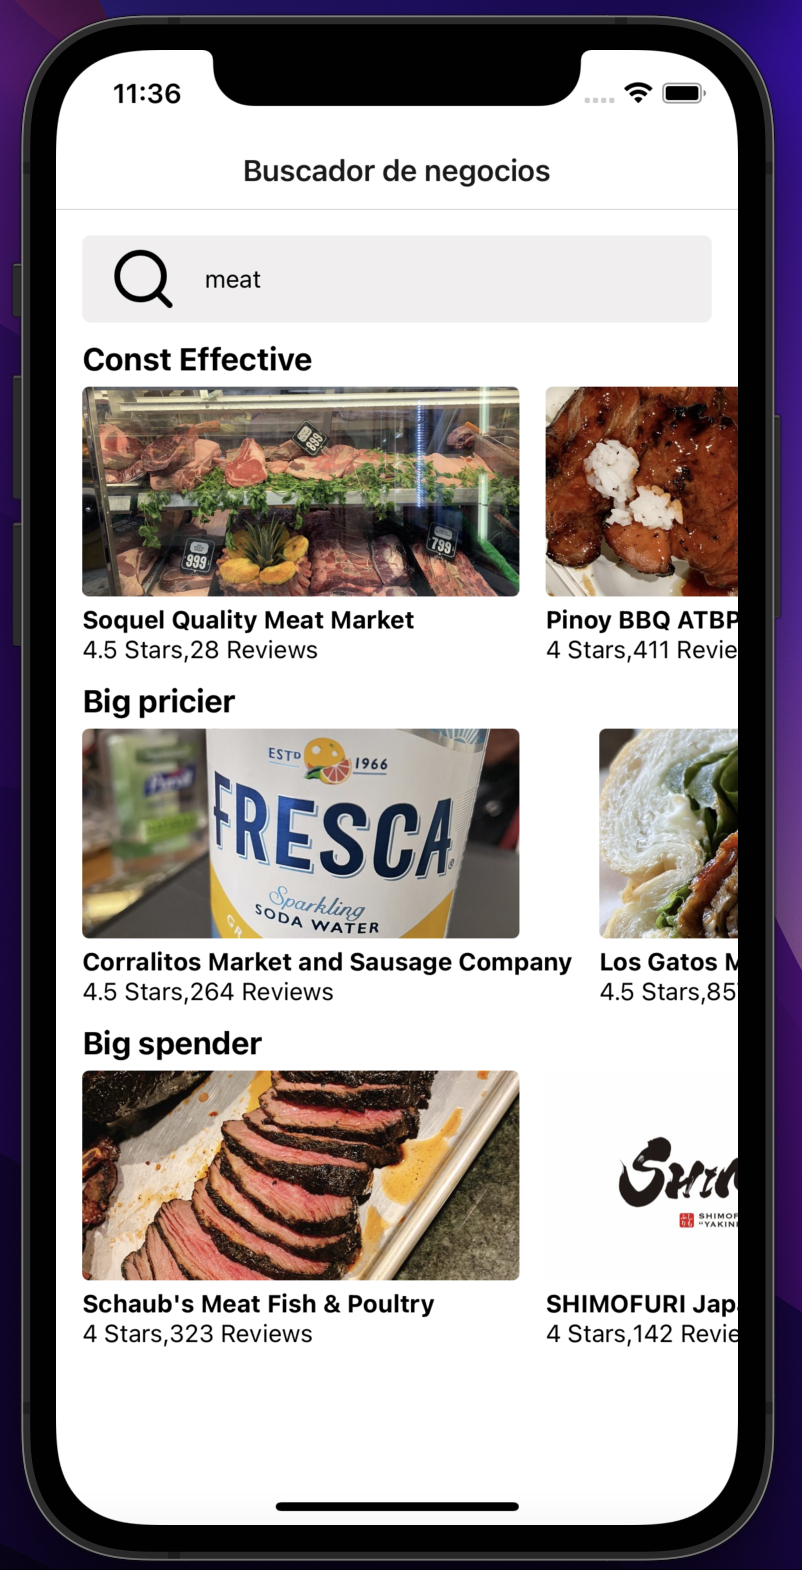 11:36
Buscador de negocios
meat
Const Effective
899
999
799
Soquel Quality Meat Market
4.5 Stars,28 Reviews
Pinoy BBQ ATBP
4 Stars,411 Revie
Big pricier
ESTD 1966
FRESCA
Sparkling
SODA WATER
GR
Corralitos Market and Sausage Company
4.5 Stars,264 Reviews
Los Gatos M
4.5 Stars,857
Big spender
SHIMOF
"YAKINI
Schaub's Meat Fish & Poultry
4 Stars,323 Reviews
SHIMOFURI Jap
4 Stars,142 Revie